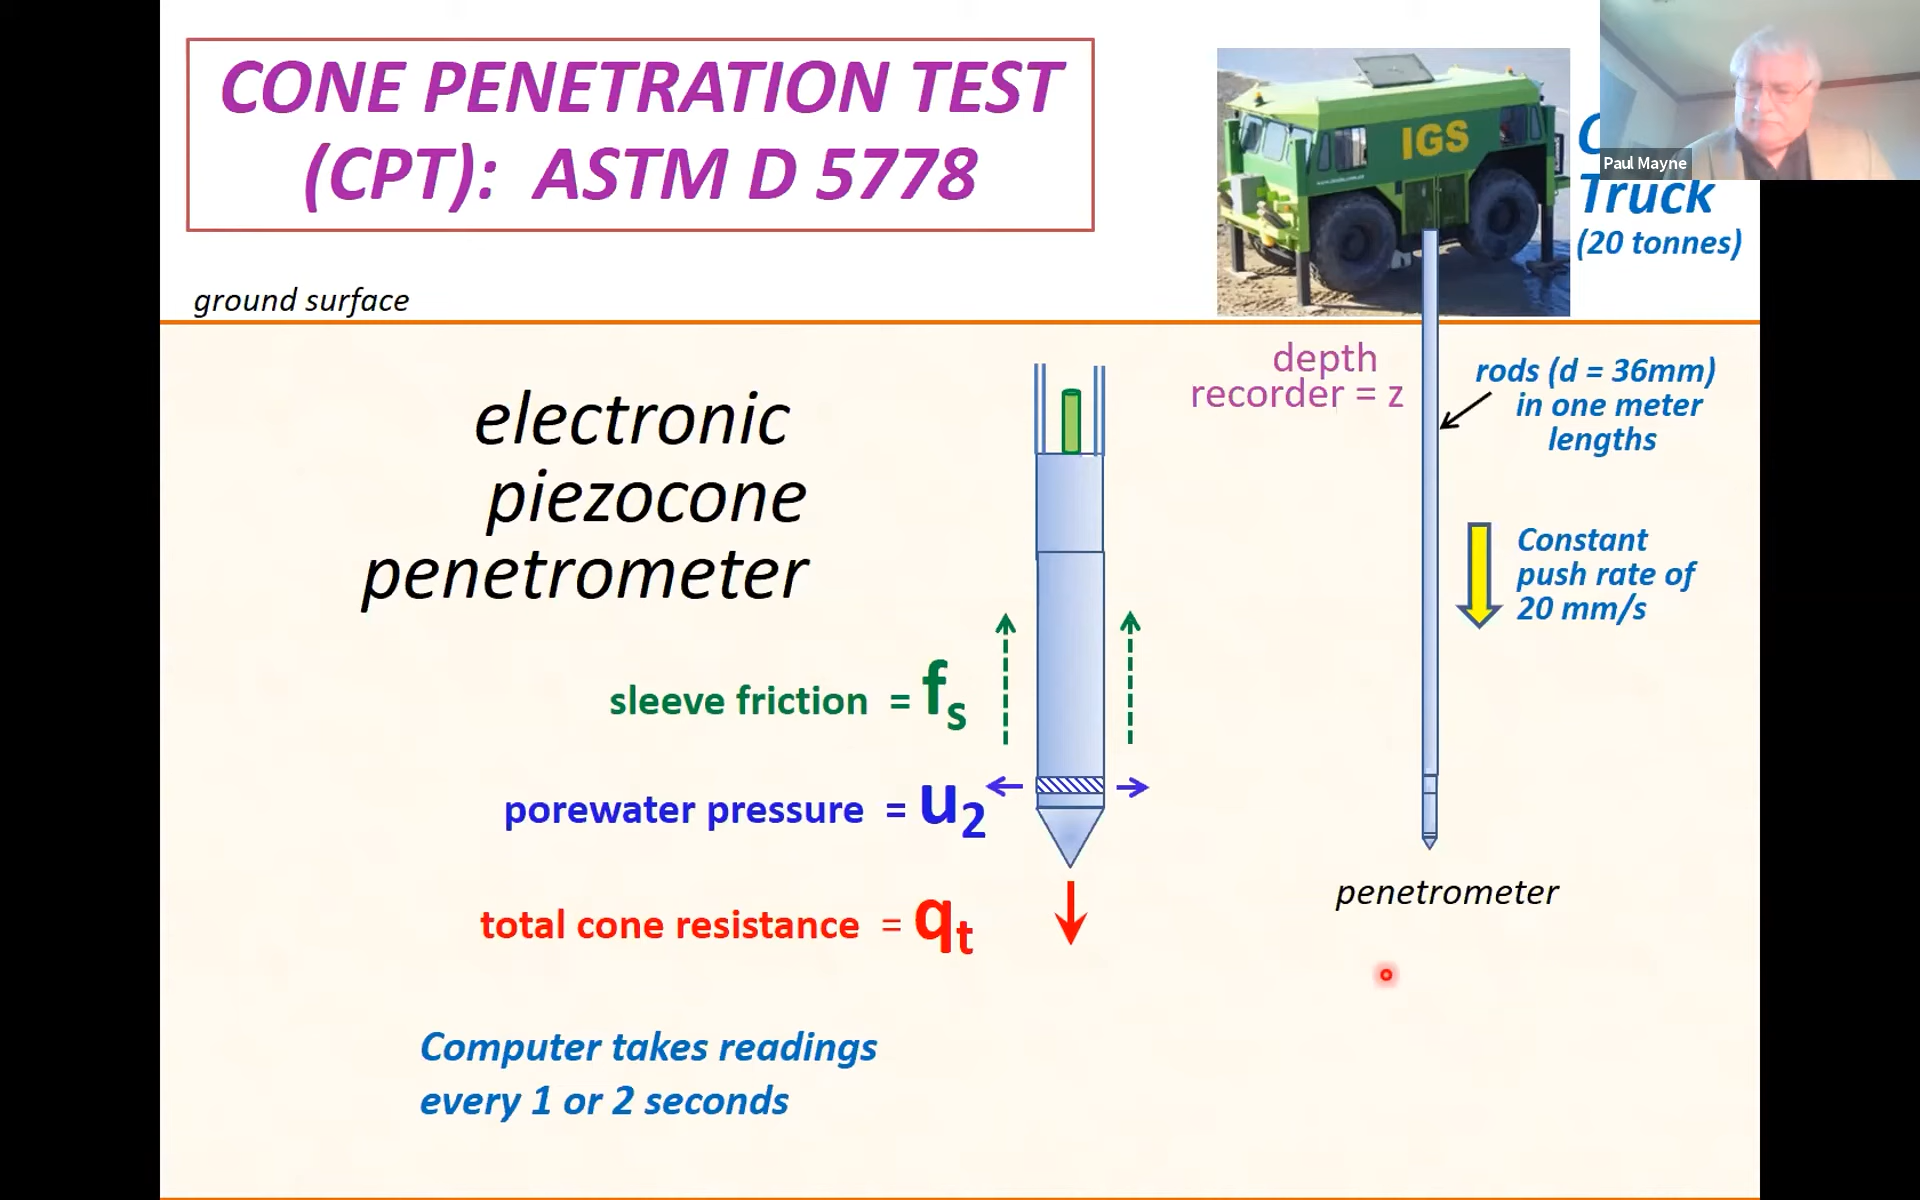 CONE PENETRATION TEST
(CPT): ASTM D 5778
IGS
Paul Mayne
Truck
(20 tonnes)
ground surface
depth
recorder = z
rods (d = 36mm)
in one meter
lengths
electronic
piezocone
penetrometer
Constant
push rate of
20 mm/s
sleeve friction = fs
porewater pressure = u2
total cone resistance = qt
penetrometer
Computer takes readings
every 1 or 2 seconds